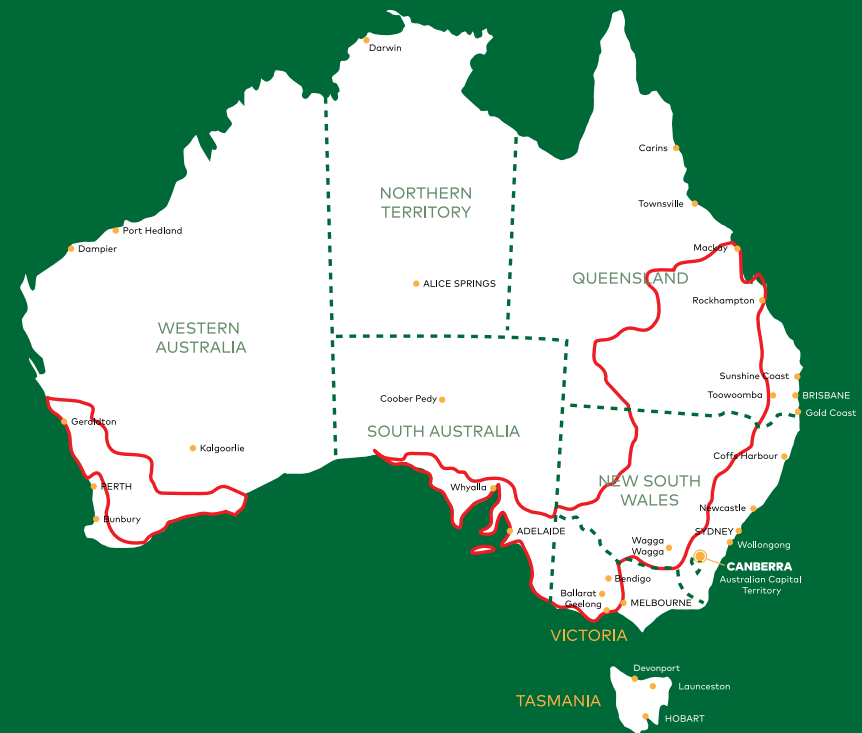 Darwin
Carins
NORTHERN
TERRITORY
Townsville
Port Hedland
Dampier
Mackay
QUEENSLAND
ALICE SPRINGS
Rockhampton
WESTERN
AUSTRALIA
Sunshine Coast
Coober Pedy
Toowoomba
BRISBANE
Gold Coast
Geraldton
SOUTH AUSTRALIA
Kalgoorlie
Coffs Harbour
NEW SOUTH
WALES
PERTH
Whyalla
Newcastle
Bunbury
ADELAIDE
SYDNEY
Wagga
Wagga
Wollongong
CANBERRA
Australian Capital
Territory
Bendigo
Ballarat
Geelong
MELBOURNE
VICTORIA
Devonport
Launceston
TASMANIA
HOBART